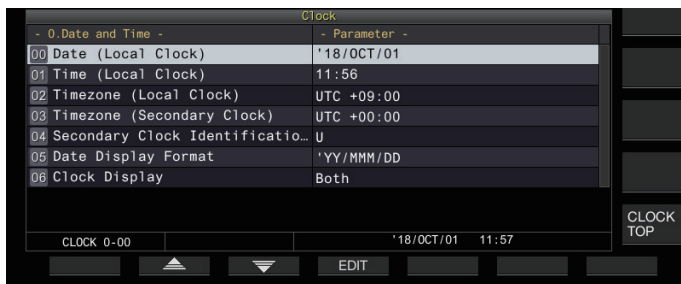 Clock
- 0.Date and Time - - Parameter -
00 Date (Local Clock) '18/OCT/01
01 Time (Local Clock) 11:56
02 Timezone (Local Clock) UTC +09:00
03 Timezone (Secondary Clock) UTC +00:00
04 Secondary Clock Identificatio… U
05 Date Display Format 'YY/MMM/DD
06 Clock Display Both
CLOCK TOP
CLOCK 0-00 '18/OCT/01 11:57
EDIT